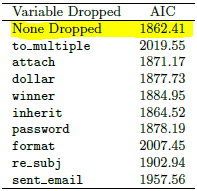 Variable Dropped AIC
None Dropped 1862.41
to_multiple 2019.55
attach 1871.17
dollar 1877.73
winner 1884.95
inherit 1864.52
password 1878.19
format 2007.45
re_subj 1902.94
sent_email 1957.56